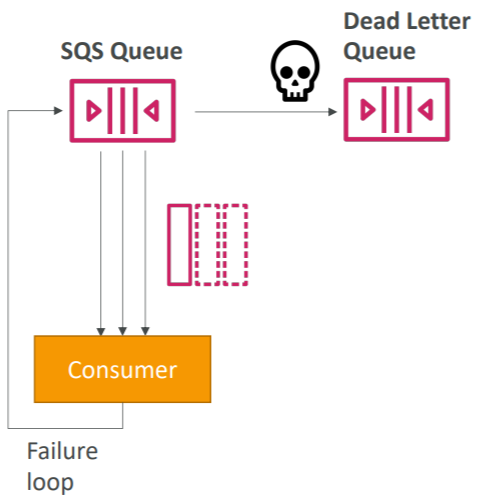 SQS Queue
Dead Letter
Queue
Consumer
Failure
loop